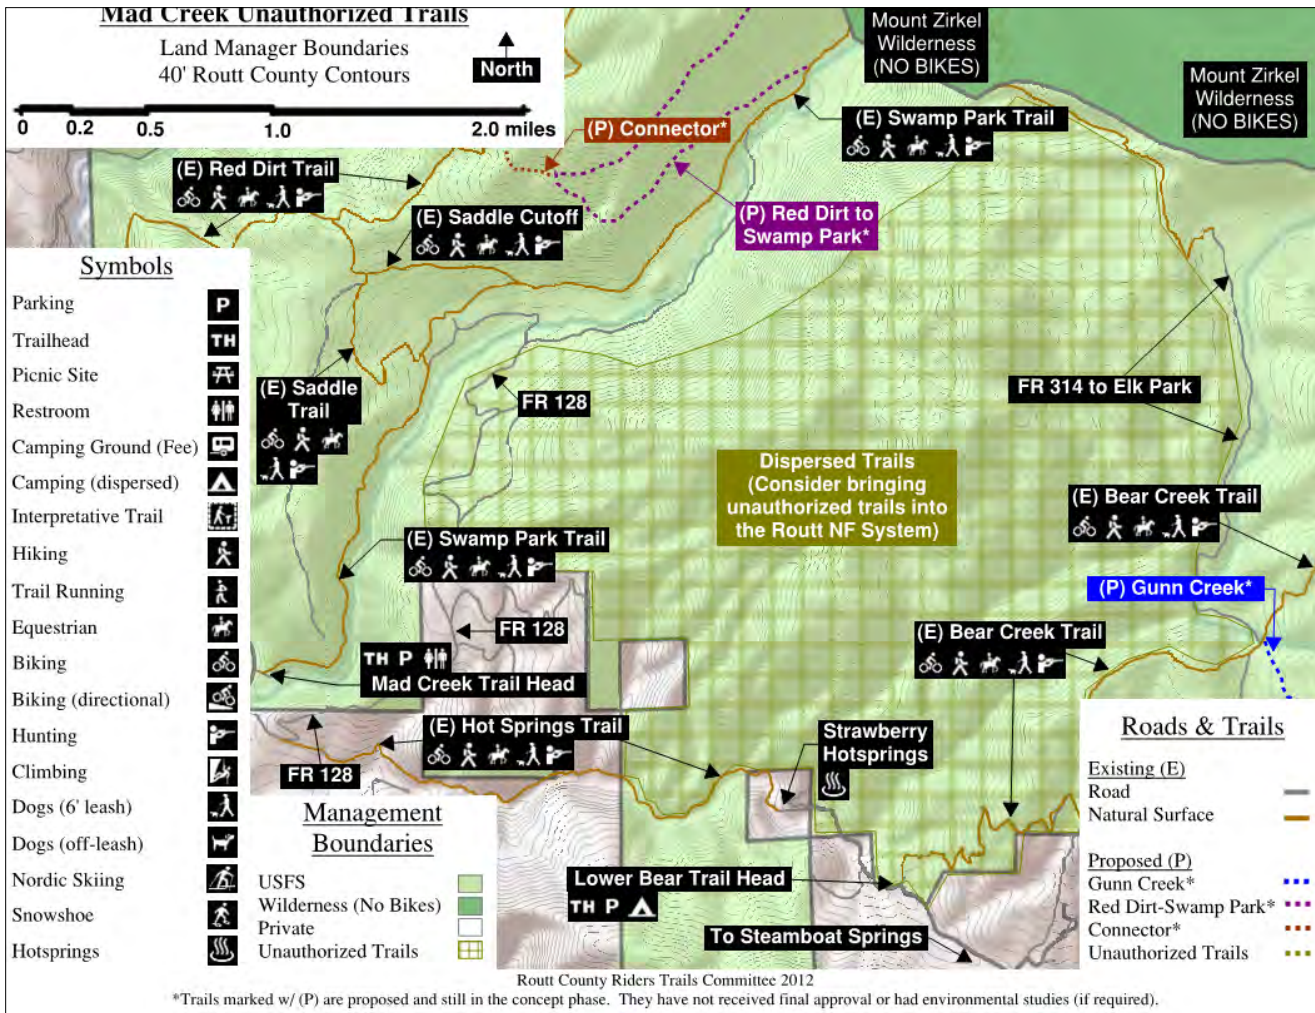 Mad Creek Unauthorized Trails
Land Manager Boundaries
40' Routt County Contours
North
0 0.2 0.5 1.0 2.0 miles
Mount Zirkel
Wilderness
(NO BIKES)
Mount Zirkel
Wilderness
(NO BIKES)
(P) Connector*
(E) Swamp Park Trail
(E) Red Dirt Trail
(E) Saddle Cutoff
(P) Red Dirt to
Swamp Park*
(E) Saddle
Trail
FR 128
FR 314 to Elk Park
Dispersed Trails
(Consider bringing
unauthorized trails into
the Routt NF System)
(E) Bear Creek Trail
(E) Swamp Park Trail
(P) Gunn Creek*
FR 128
(E) Bear Creek Trail
TH P
Mad Creek Trail Head
(E) Hot Springs Trail
Strawberry
Hotsprings
FR 128
Lower Bear Trail Head
TH P
To Steamboat Springs
Symbols
Parking P
Trailhead TH
Picnic Site
Restroom
Camping Ground (Fee)
Camping (dispersed)
Interpretative Trail
Hiking
Trail Running
Equestrian
Biking
Biking (directional)
Hunting
Climbing
Dogs (6' leash)
Dogs (off-leash)
Nordic Skiing
Snowshoe
Hotsprings
Management
Boundaries
USFS
Wilderness (No Bikes)
Private
Unauthorized Trails
Roads & Trails
Existing (E)
Road
Natural Surface
Proposed (P)
Gunn Creek*
Red Dirt-Swamp Park*
Connector*
Unauthorized Trails
Routt County Riders Trails Committee 2012
*Trails marked w/ (P) are proposed and still in the concept phase. They have not received final approval or had environmental studies (if required).